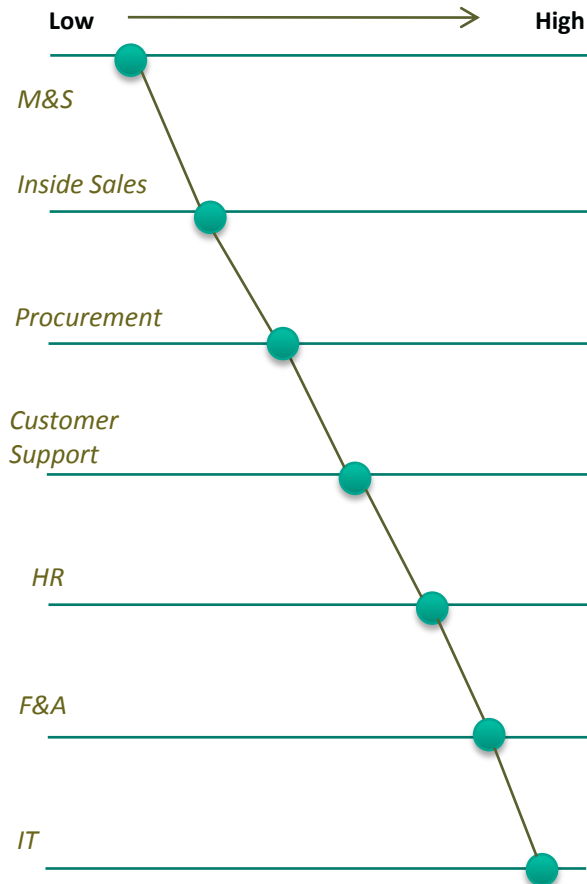 Low High
M&S
Inside Sales
Procurement
Customer
Support
HR
F&A
IT